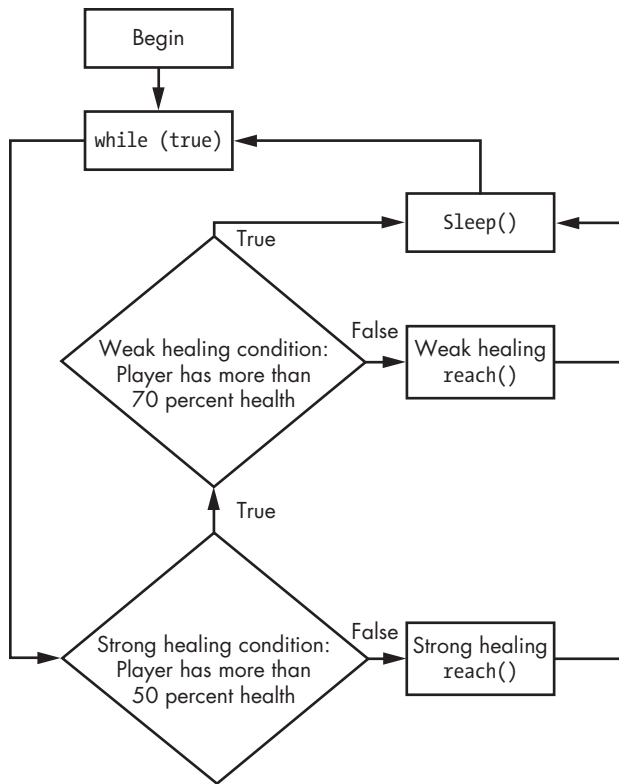 Begin
while (true)
Sleep()
True
Weak healing condition:
Player has more than
70 percent health
False
Weak healing
reach()
True
Strong healing condition:
Player has more than
50 percent health
False
Strong healing
reach()